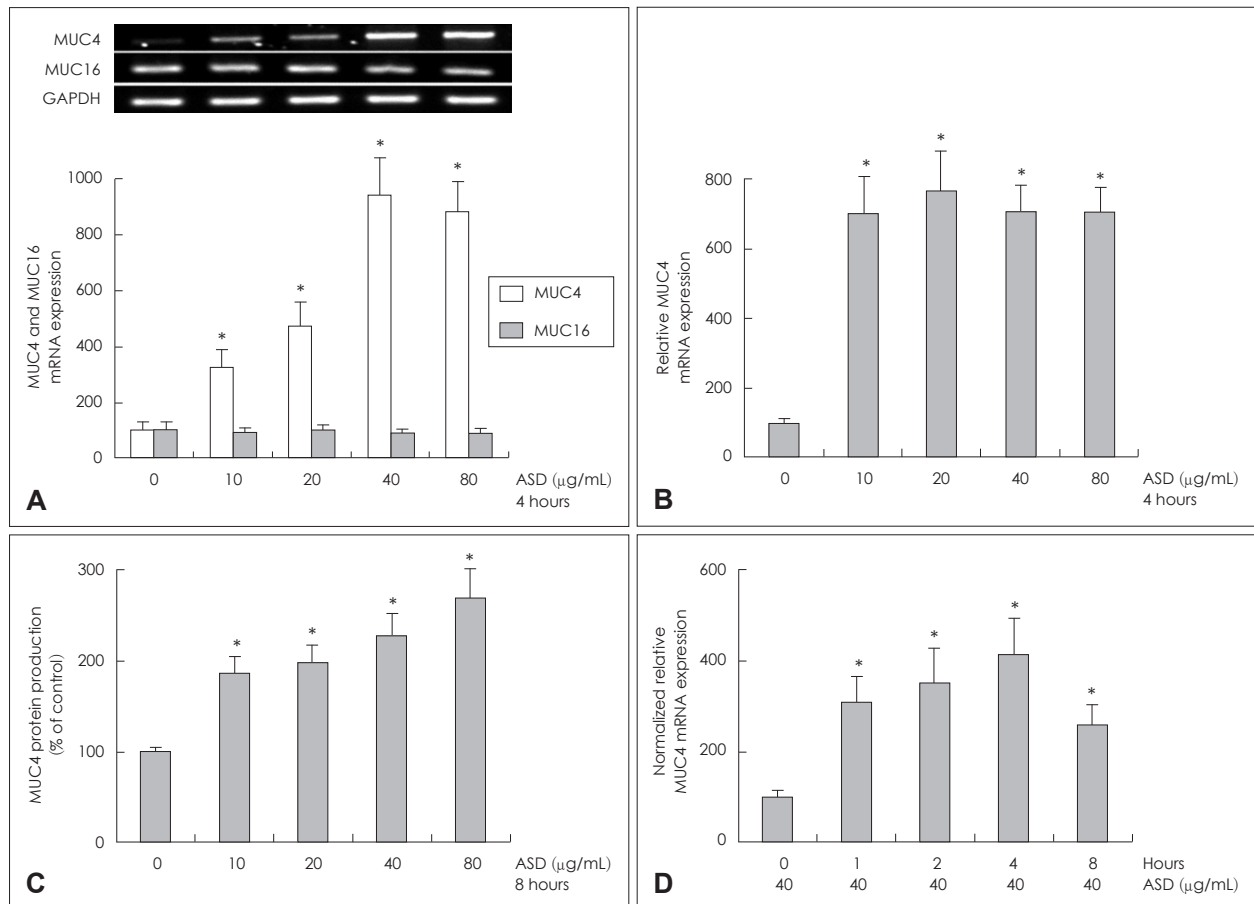 MUC4
MUC16
GAPDH
MUC4 and MUC16
mRNA expression
1000
800
600
400
200
0
*
*
*
*
MUC4
MUC16
0 10 20 40 80 ASD (μg/mL)
4 hours
A
Relative MUC4
mRNA expression
800
600
400
200
0
*
*
*
*
0 10 20 40 80 ASD (μg/mL)
4 hours
B
MUC4 protein production
(% of control)
300
200
100
0
*
*
*
*
0 10 20 40 80 ASD (μg/mL)
8 hours
C
Normalized relative
MUC4 mRNA expression
600
400
200
0
*
*
*
*
0 1 2 4 8 Hours
40 40 40 40 40 ASD (μg/mL)
D